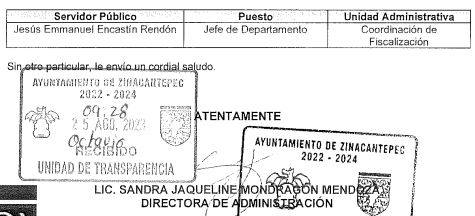 Servidor Público Puesto Unidad Administrativa
Jesús Emmanuel Encastín Rendón Jefe de Departamento Coordinación de
Fiscalización
Sin otro particular, le envío un cordial saludo.
AYUNTAMIENTO DE ZINACANTEPEC
2022 - 2024
09:28
25 AGO. 2023
Octavio
RECIBIDO
UNIDAD DE TRANSPARENCIA
ATENTAMENTE
AYUNTAMIENTO DE ZINACANTEPEC
2022 - 2024
LIC. SANDRA JAQUELINE MONDRAGÓN MENDOZA
DIRECTORA DE ADMINISTRACIÓN